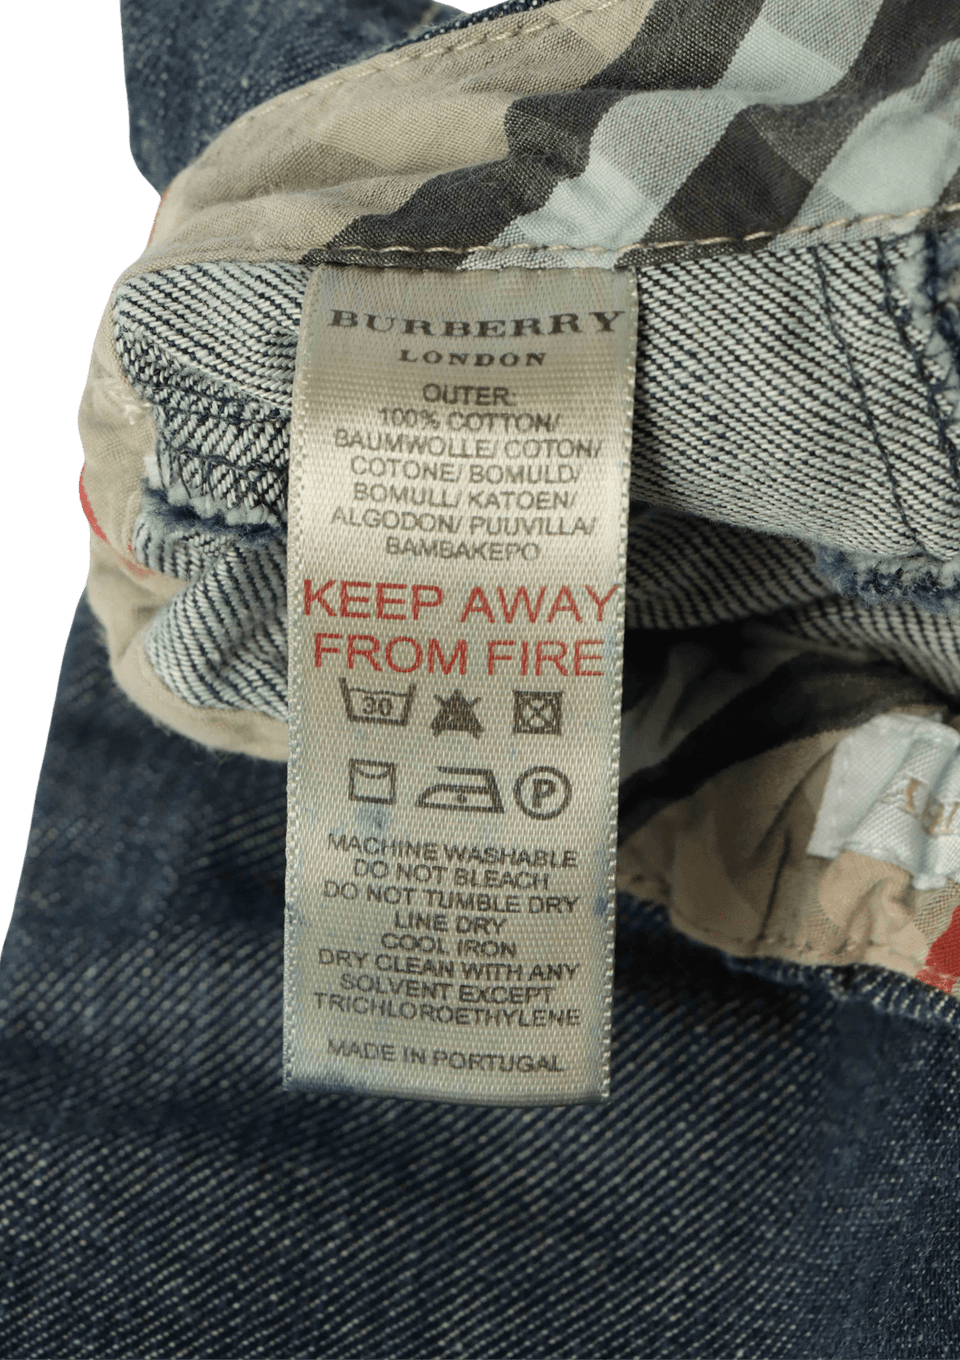 BURBERRY
LONDON
OUTER:
100% COTTON/
BAUMWOLLE/ COTON/
COTONE/ BOMULD/
BOMULL/ KATOEN/
ALGODON/ PUUVILLA/
BAMBAKEPO
KEEP AWAY
FROM FIRE
30
P
MACHINE WASHABLE
DO NOT BLEACH
DO NOT TUMBLE DRY
LINE DRY
COOL IRON
DRY CLEAN WITH ANY
SOLVENT EXCEPT
TRICHLOROETHYLENE
MADE IN PORTUGAL